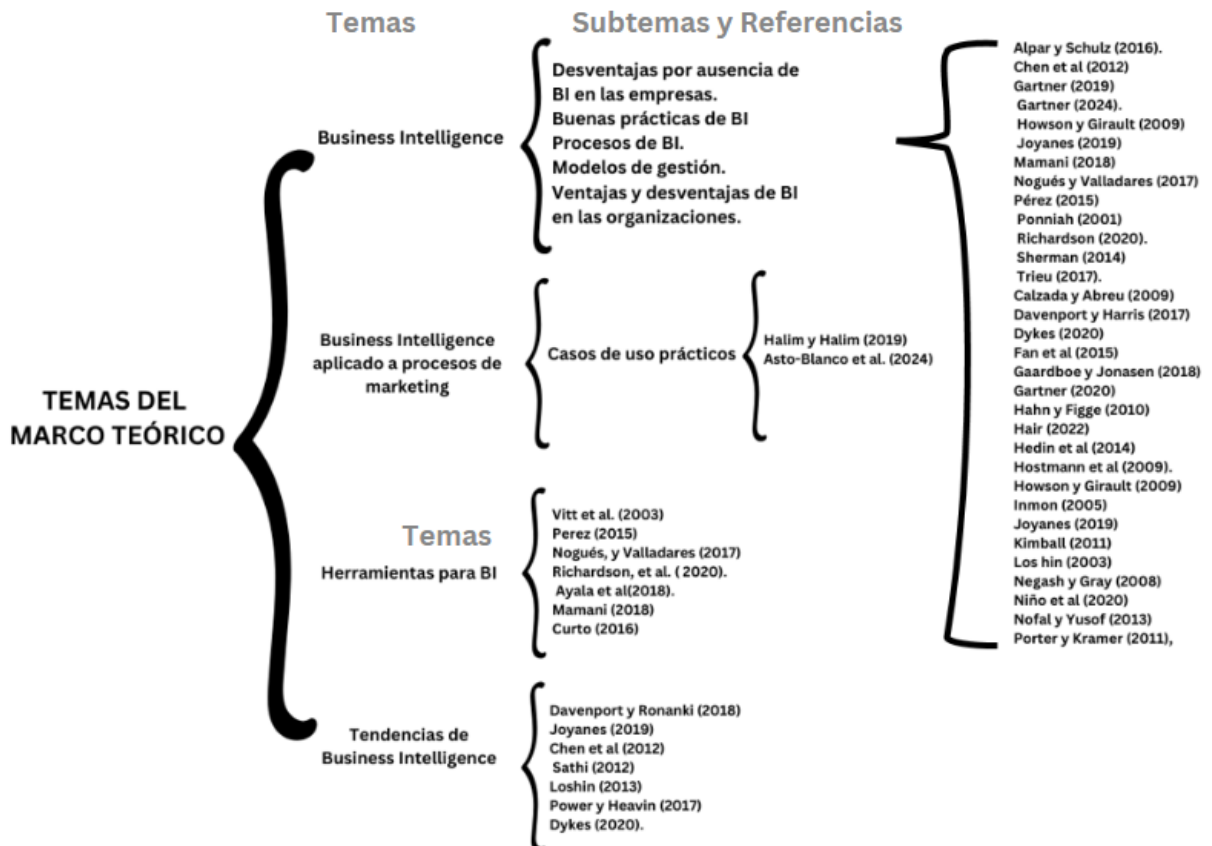 Temas
Subtemas y Referencias
TEMAS DEL
MARCO TEÓRICO
Business Intelligence
Desventajas por ausencia de
BI en las empresas.
Buenas prácticas de BI
Procesos de BI.
Modelos de gestión.
Ventajas y desventajas de BI
en las organizaciones.
Alpar y Schulz (2016).
Chen et al (2012)
Gartner (2019)
Gartner (2024).
Howson y Girault (2009)
Joyanes (2019)
Mamani (2018)
Nogués y Valladares (2017)
Pérez (2015)
Ponniah (2001)
Richardson (2020).
Sherman (2014)
Trieu (2017).
Calzada y Abreu (2009)
Davenport y Harris (2017)
Dykes (2020)
Fan et al (2015)
Gaardboe y Jonasen (2018)
Gartner (2020)
Hahn y Figge (2010)
Hair (2022)
Hedin et al (2014)
Hostmann et al (2009).
Howson y Girault (2009)
Inmon (2005)
Joyanes (2019)
Kimball (2011)
Los hin (2003)
Negash y Gray (2008)
Niño et al (2020)
Nofal y Yusof (2013)
Porter y Kramer (2011),
Business Intelligence
aplicado a procesos de
marketing
Casos de uso prácticos
Halim y Halim (2019)
Asto-Blanco et al. (2024)
Temas
Herramientas para BI
Vitt et al. (2003)
Perez (2015)
Nogués, y Valladares (2017)
Richardson, et al. ( 2020).
Ayala et al(2018).
Mamani (2018)
Curto (2016)
Tendencias de
Business Intelligence
Davenport y Ronanki (2018)
Joyanes (2019)
Chen et al (2012)
Sathi (2012)
Loshin (2013)
Power y Heavin (2017)
Dykes (2020).